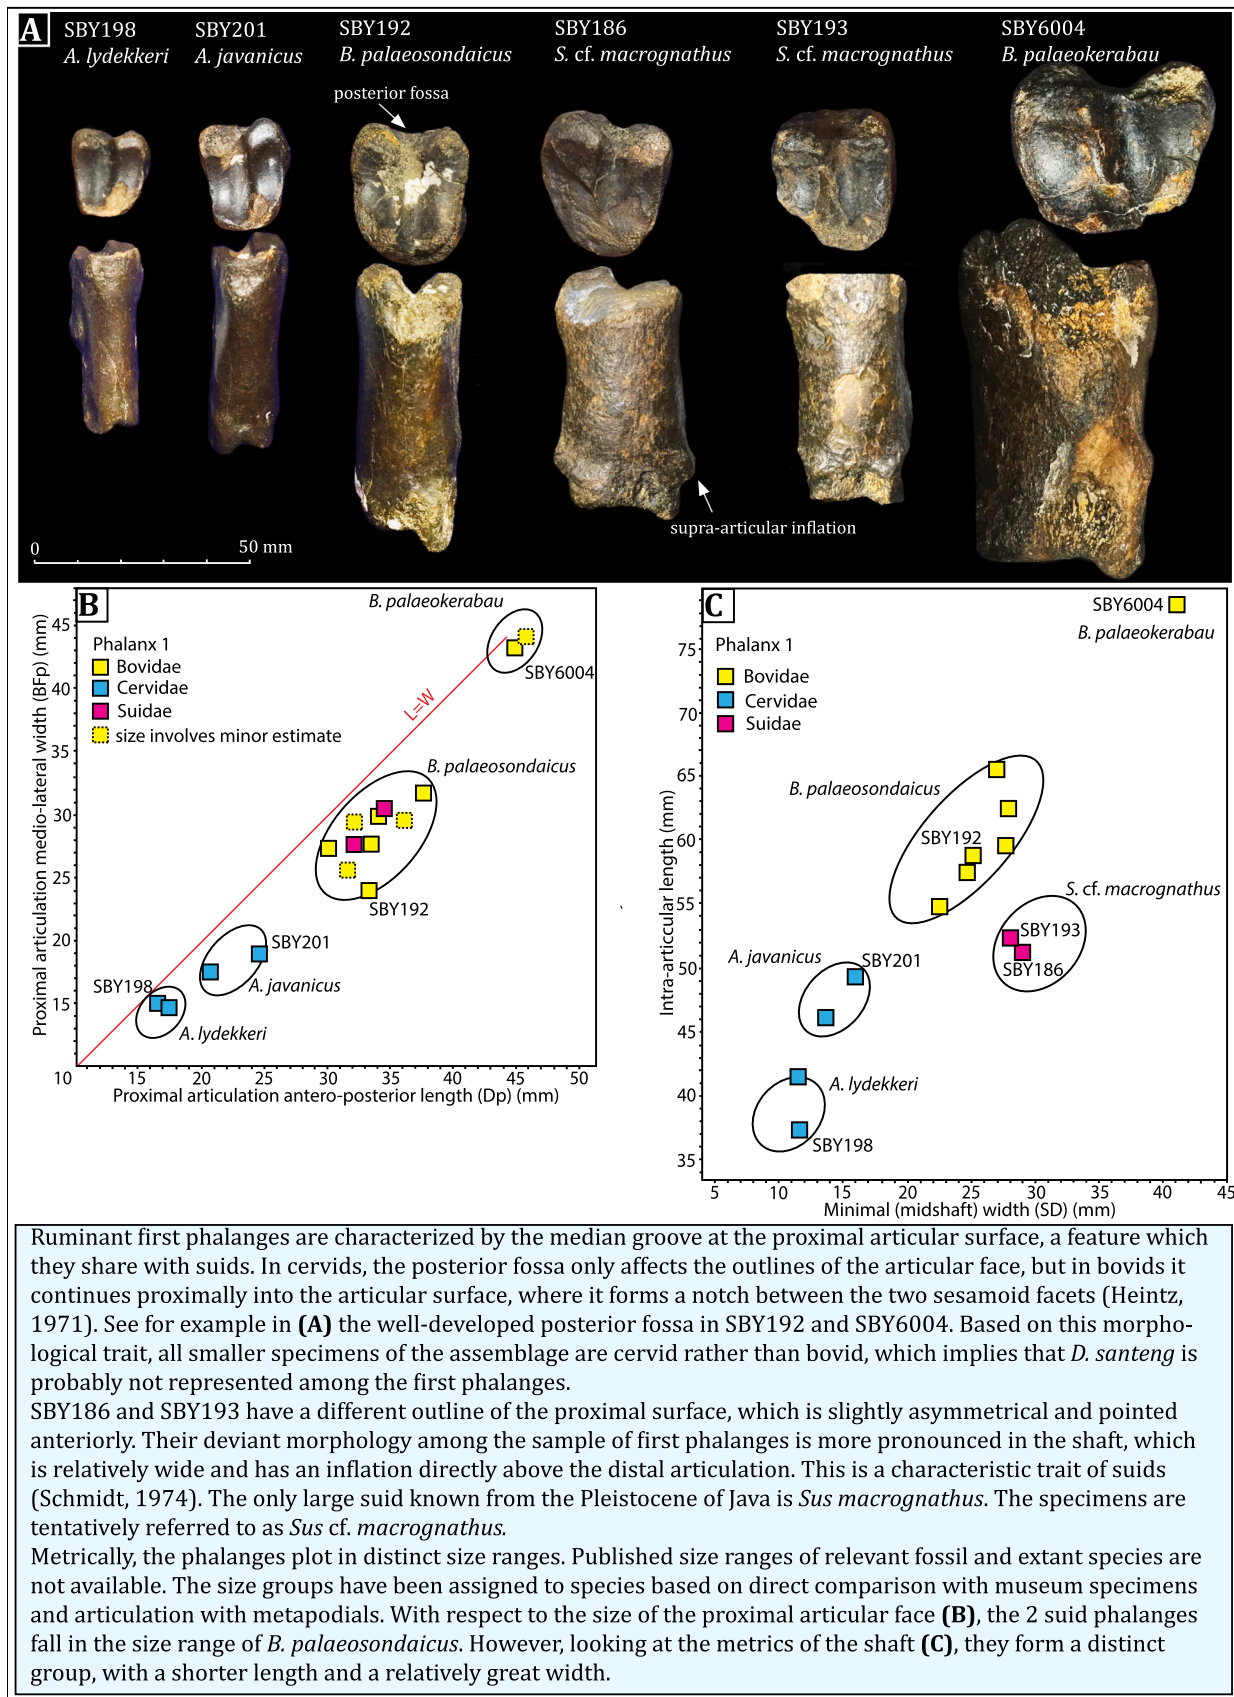 A
SBY198
A. lydekkeri
SBY201
A. javanicus
SBY192
B. palaeosondaicus
SBY186
S. cf. macrognathus
SBY193
S. cf. macrognathus
SBY6004
B. palaeokerabau
posterior fossa
supra-articular inflation
0
50 mm
B
B. palaeokerabau
Phalanx 1
Bovidae
Cervidae
Suidae
size involves minor estimate
L=W
SBY6004
B. palaeosondaicus
SBY192
SBY201
A. javanicus
SBY198
A. lydekkeri
Proximal articulation medio-lateral width (BFp) (mm)
45
40
35
30
25
20
15
10
15
20
25
30
35
40
45
50
Proximal articulation antero-posterior length (Dp) (mm)
C
SBY6004
B. palaeokerabau
Phalanx 1
Bovidae
Cervidae
Suidae
B. palaeosondaicus
SBY192
S. cf. macrognathus
SBY193
SBY186
A. javanicus
SBY201
A. lydekkeri
SBY198
Intra-articcular length (mm)
75
70
65
60
55
50
45
40
35
5
10
15
20
25
30
35
40
45
Minimal (midshaft) width (SD) (mm)
Ruminant first phalanges are characterized by the median groove at the proximal articular surface, a feature which
they share with suids. In cervids, the posterior fossa only affects the outlines of the articular face, but in bovids it
continues proximally into the articular surface, where it forms a notch between the two sesamoid facets (Heintz,
1971). See for example in (A) the well-developed posterior fossa in SBY192 and SBY6004. Based on this morpho-
logical trait, all smaller specimens of the assemblage are cervid rather than bovid, which implies that D. santeng is
probably not represented among the first phalanges.
SBY186 and SBY193 have a different outline of the proximal surface, which is slightly asymmetrical and pointed
anteriorly. Their deviant morphology among the sample of first phalanges is more pronounced in the shaft, which
is relatively wide and has an inflation directly above the distal articulation. This is a characteristic trait of suids
(Schmidt, 1974). The only large suid known from the Pleistocene of Java is Sus macrognathus. The specimens are
tentatively referred to as Sus cf. macrognathus.
Metrically, the phalanges plot in distinct size ranges. Published size ranges of relevant fossil and extant species are
not available. The size groups have been assigned to species based on direct comparison with museum specimens
and articulation with metapodials. With respect to the size of the proximal articular face (B), the 2 suid phalanges
fall in the size range of B. palaeosondaicus. However, looking at the metrics of the shaft (C), they form a distinct
group, with a shorter length and a relatively great width.